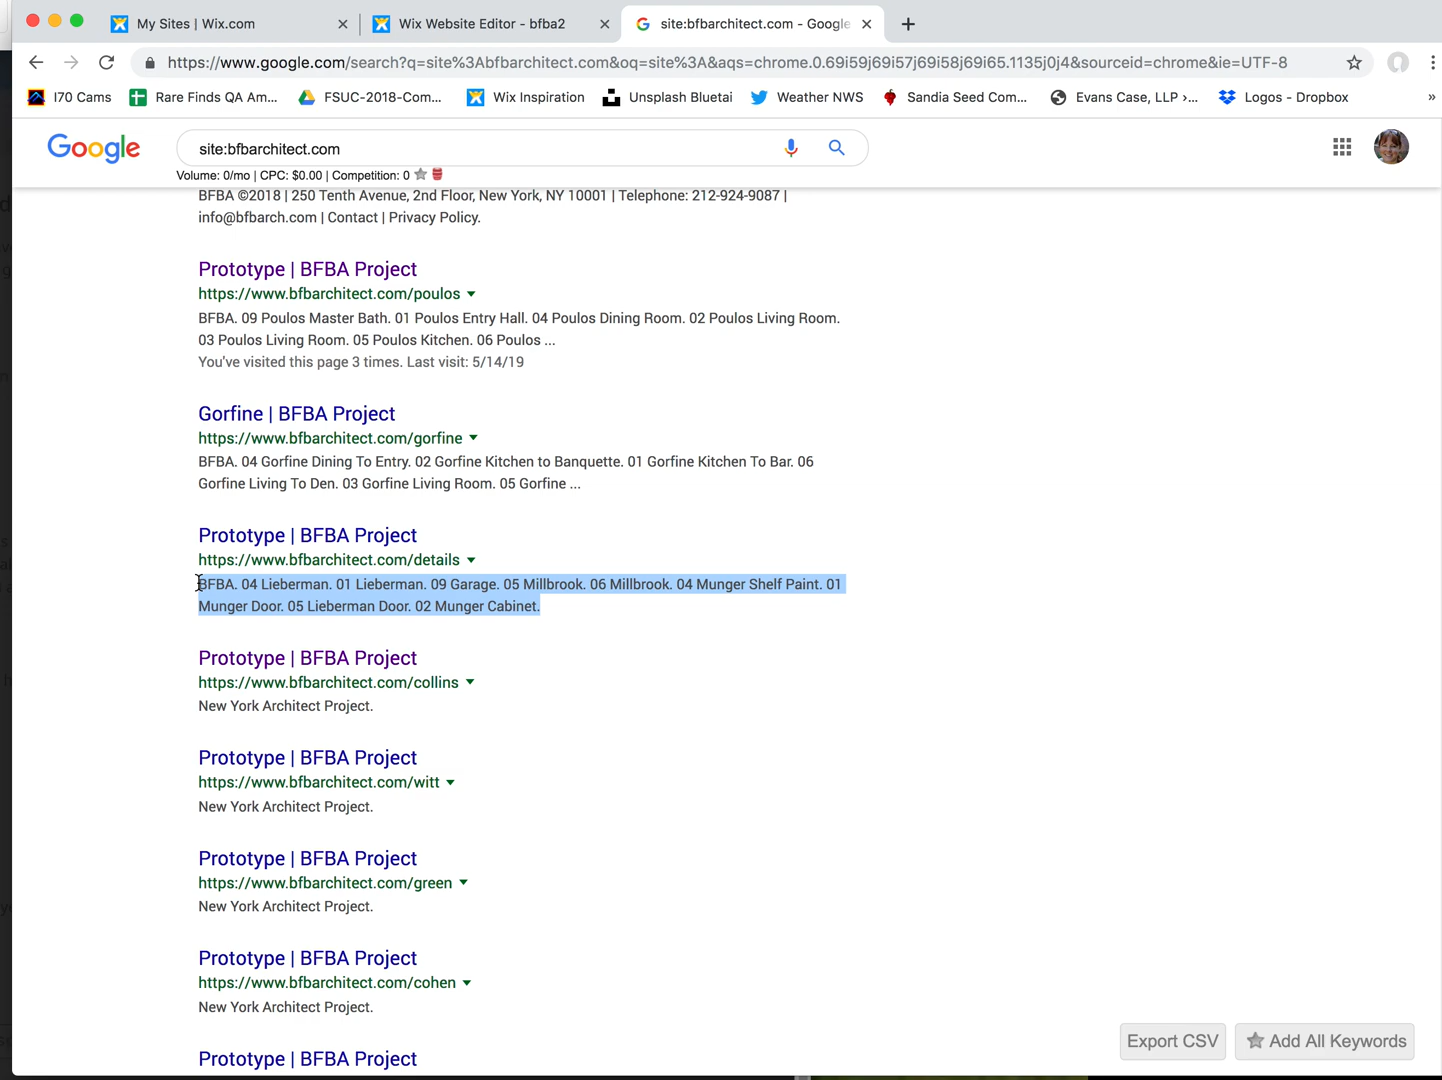 My Sites | Wix.com
Wix Website Editor - bfba2
site:bfbarchitect.com - Google
https://www.google.com/search?q=site%3Abfbarchitect.com&oq=site%3A&aqs=chrome.0.69i59j69i57j69i58j69i65.1135j0j4&sourceid=chrome&ie=UTF-8
I70 Cams
Rare Finds QA Am...
FSUC-2018-Com...
Wix Inspiration
Unsplash Bluetai
Weather NWS
Sandia Seed Com...
Evans Case, LLP >...
Logos - Dropbox
»
Google
site:bfbarchitect.com
Volume: 0/mo | CPC: $0.00 | Competition: 0
BFBA ©2018 | 250 Tenth Avenue, 2nd Floor, New York, NY 10001 | Telephone: 212-924-9087 |
info@bfbarch.com | Contact | Privacy Policy.
Prototype | BFBA Project
https://www.bfbarchitect.com/poulos
BFBA. 09 Poulos Master Bath. 01 Poulos Entry Hall. 04 Poulos Dining Room. 02 Poulos Living Room.
03 Poulos Living Room. 05 Poulos Kitchen. 06 Poulos ...
You've visited this page 3 times. Last visit: 5/14/19
Gorfine | BFBA Project
https://www.bfbarchitect.com/gorfine
BFBA. 04 Gorfine Dining To Entry. 02 Gorfine Kitchen to Banquette. 01 Gorfine Kitchen To Bar. 06
Gorfine Living To Den. 03 Gorfine Living Room. 05 Gorfine ...
Prototype | BFBA Project
https://www.bfbarchitect.com/details
BFBA. 04 Lieberman. 01 Lieberman. 09 Garage. 05 Millbrook. 06 Millbrook. 04 Munger Shelf Paint. 01
Munger Door. 05 Lieberman Door. 02 Munger Cabinet.
Prototype | BFBA Project
https://www.bfbarchitect.com/collins
New York Architect Project.
Prototype | BFBA Project
https://www.bfbarchitect.com/witt
New York Architect Project.
Prototype | BFBA Project
https://www.bfbarchitect.com/green
New York Architect Project.
Prototype | BFBA Project
https://www.bfbarchitect.com/cohen
New York Architect Project.
Prototype | BFBA Project
Export CSV
Add All Keywords